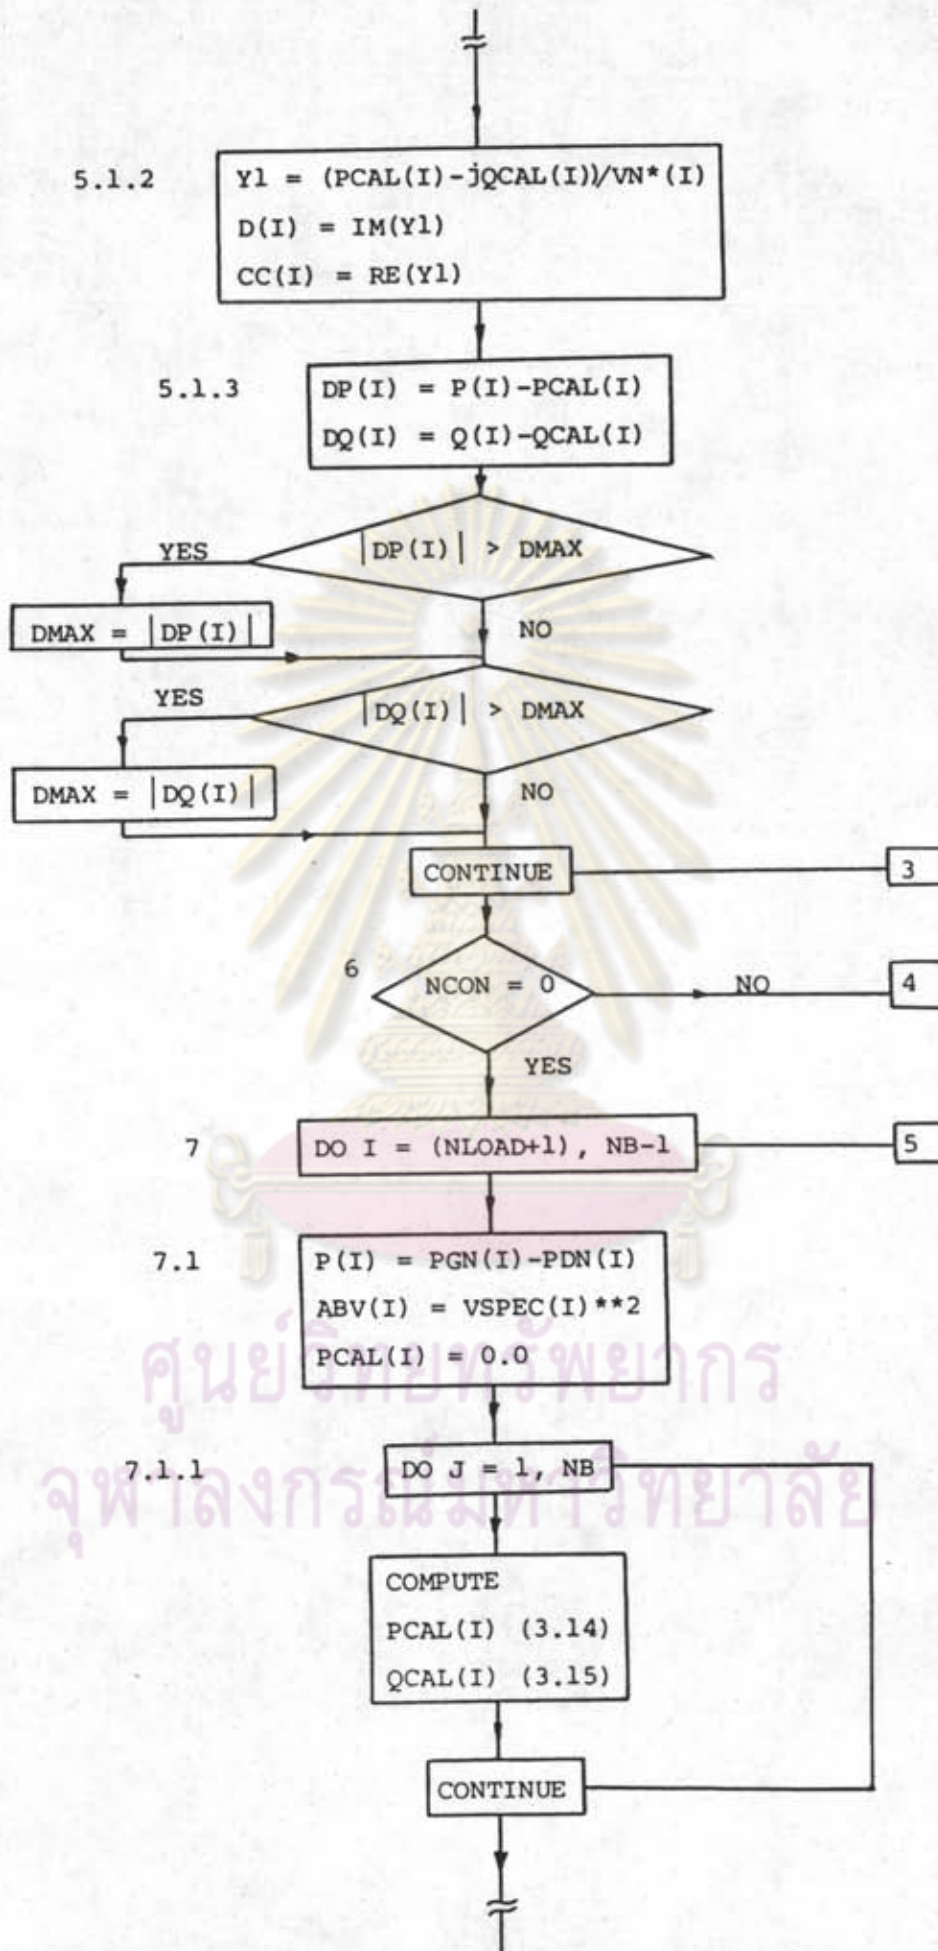 5.1.2
Y1 = (PCAL(I)-jQCAL(I))/VN*(I)
D(I) = IM(Y1)
CC(I) = RE(Y1)
5.1.3
DP(I) = P(I)-PCAL(I)
DQ(I) = Q(I)-QCAL(I)
|DP(I)| > DMAX
YES
NO
DMAX = |DP(I)|
|DQ(I)| > DMAX
YES
NO
DMAX = |DQ(I)|
CONTINUE
3
6
NCON = 0
NO
4
YES
7
DO I = (NLOAD+1), NB-1
5
7.1
P(I) = PGN(I)-PDN(I)
ABV(I) = VSPEC(I)**2
PCAL(I) = 0.0
ศูนย์วิทยทรัพยากร
7.1.1
DO J = 1, NB
จุฬาลงกรณ์มหาวิทยาลัย
COMPUTE
PCAL(I) (3.14)
QCAL(I) (3.15)
CONTINUE